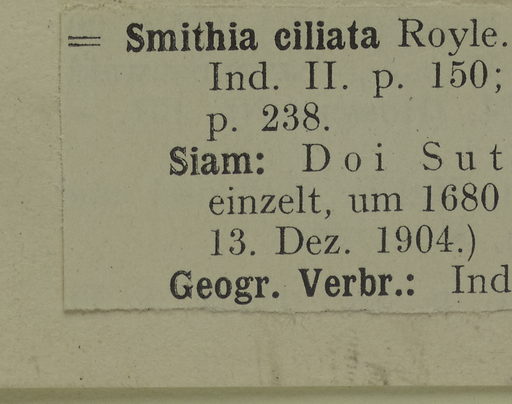 = Smithia ciliata Royle.
Ind. II. p. 150;
p. 238.
Siam: Doi Sut
einzelt, um 1680
13. Dez. 1904.)
Geogr. Verbr.: Ind